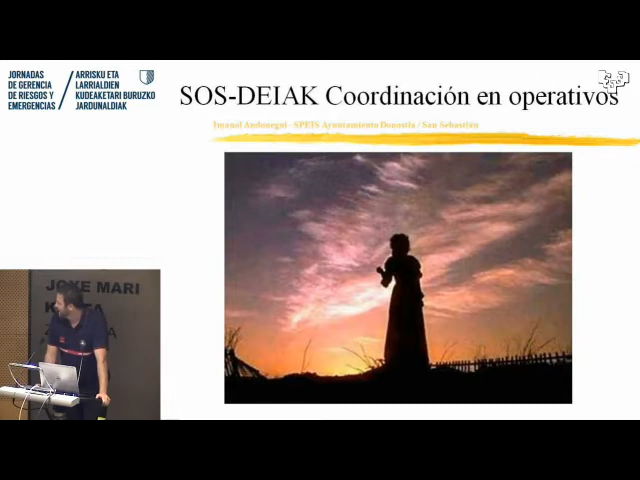 JORNADAS
DE GERENCIA
DE RIESGOS Y
EMERGENCIAS
ARRISKU ETA
LARRIALDIEN
KUDEAKETARI BURUZKO
JARDUNALDIAK
SOS-DEIAK Coordinación en operativos
Imanol Andonegui - SPEIS Ayuntamiento Donostia / San Sebastián
JOXE MARI